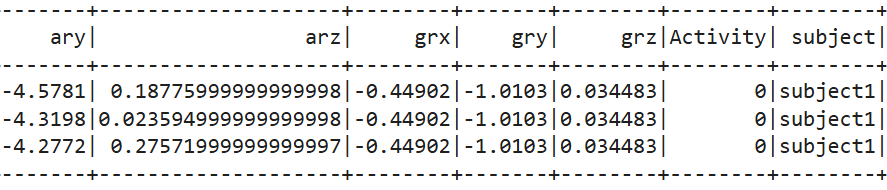 -------+-------------------+--------+-------+--------+--------+--------+
ary| arz| grx| gry| grz|Activity| subject|
-------+-------------------+--------+-------+--------+--------+--------+
-4.5781| 0.18775999999999998|-0.44902|-1.0103|0.034483| 0|subject1|
-4.3198|0.023594999999999998|-0.44902|-1.0103|0.034483| 0|subject1|
-4.2772| 0.27571999999999997|-0.44902|-1.0103|0.034483| 0|subject1|
-------+-------------------+--------+-------+--------+--------+--------+